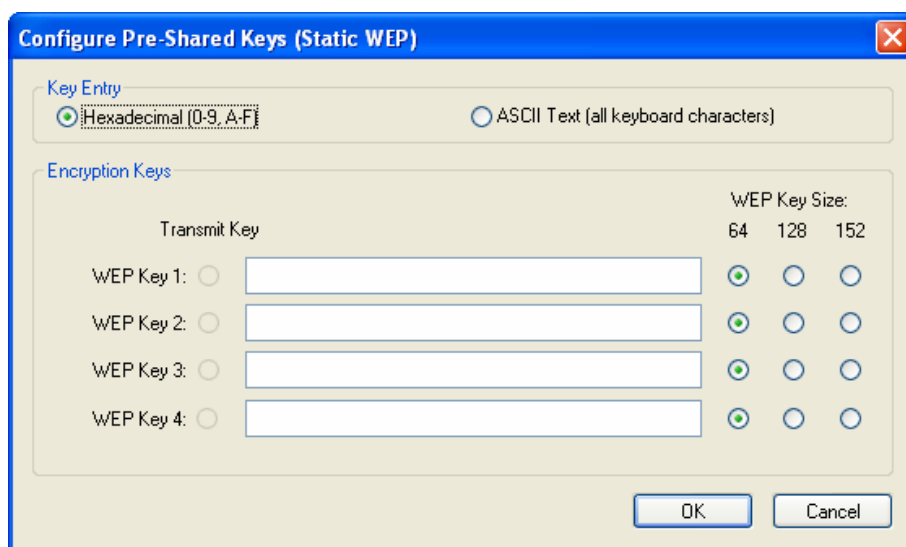 Configure Pre-Shared Keys (Static WEP)
Key Entry
Hexadecimal (0-9, A-F)
ASCII Text (all keyboard characters)
Encryption Keys
WEP Key Size:
Transmit Key
64 128 152
WEP Key 1:
WEP Key 2:
WEP Key 3:
WEP Key 4:
OK
Cancel